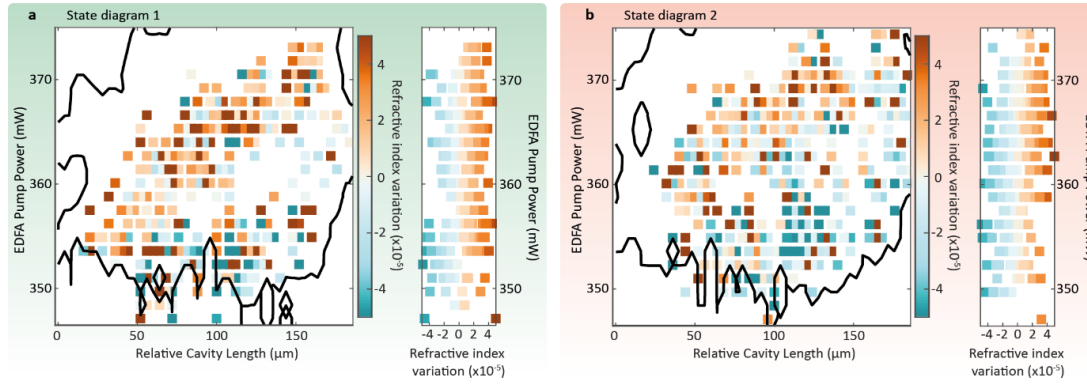 a State diagram 1
EDFA Pump Power (mW)
370
360
350
0 50 100 150
Relative Cavity Length (μm)
4
2
0
-2
-4
Refractive index variation (x10⁻⁵)
-4 -2 0 2 4
Refractive index
variation (x10⁻⁵)
370
360
350
EDFA Pump Power
(mW)
b State diagram 2
EDFA Pump Power (mW)
370
360
350
0 50 100 150
Relative Cavity Length (μm)
4
2
0
-2
-4
Refractive index variation (x10⁻⁵)
-4 -2 0 2 4
Refractive index
variation (x10⁻⁵)
370
360
350